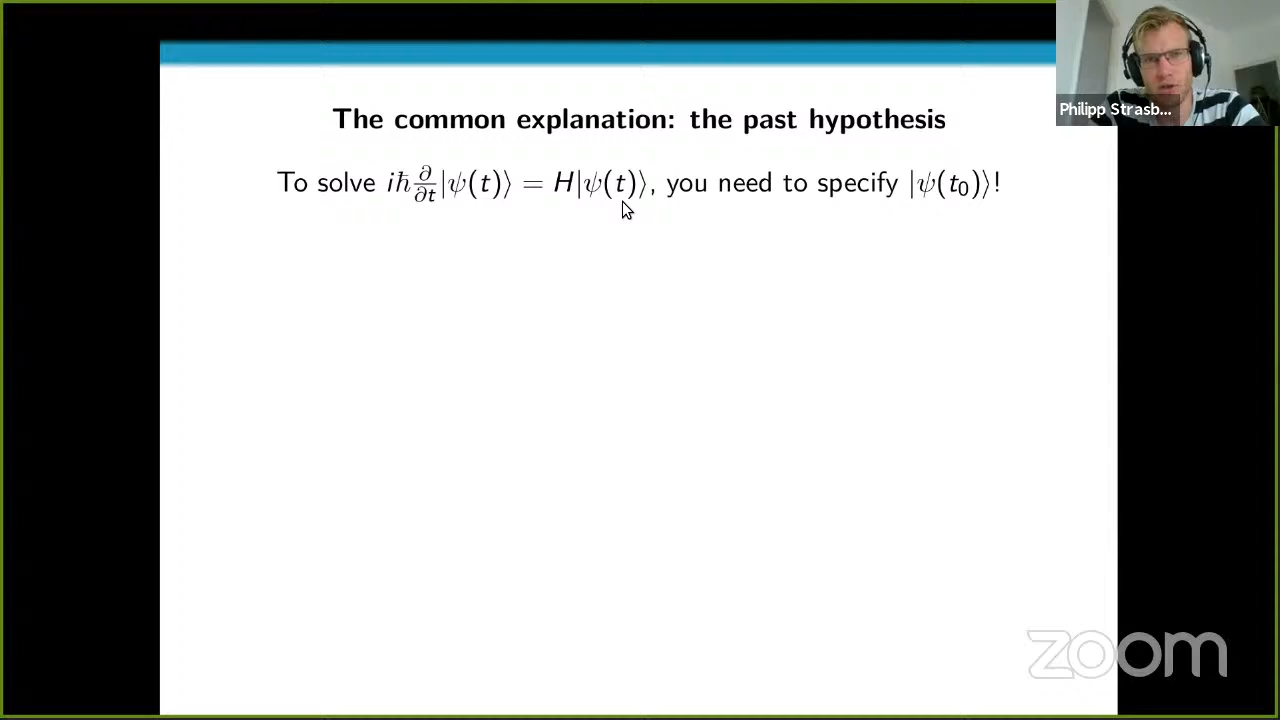 The common explanation: the past hypothesis
To solve iℏ ∂/∂t |ψ(t)⟩ = H|ψ(t)⟩, you need to specify |ψ(t₀)⟩!
Philipp Strasb...
zoom